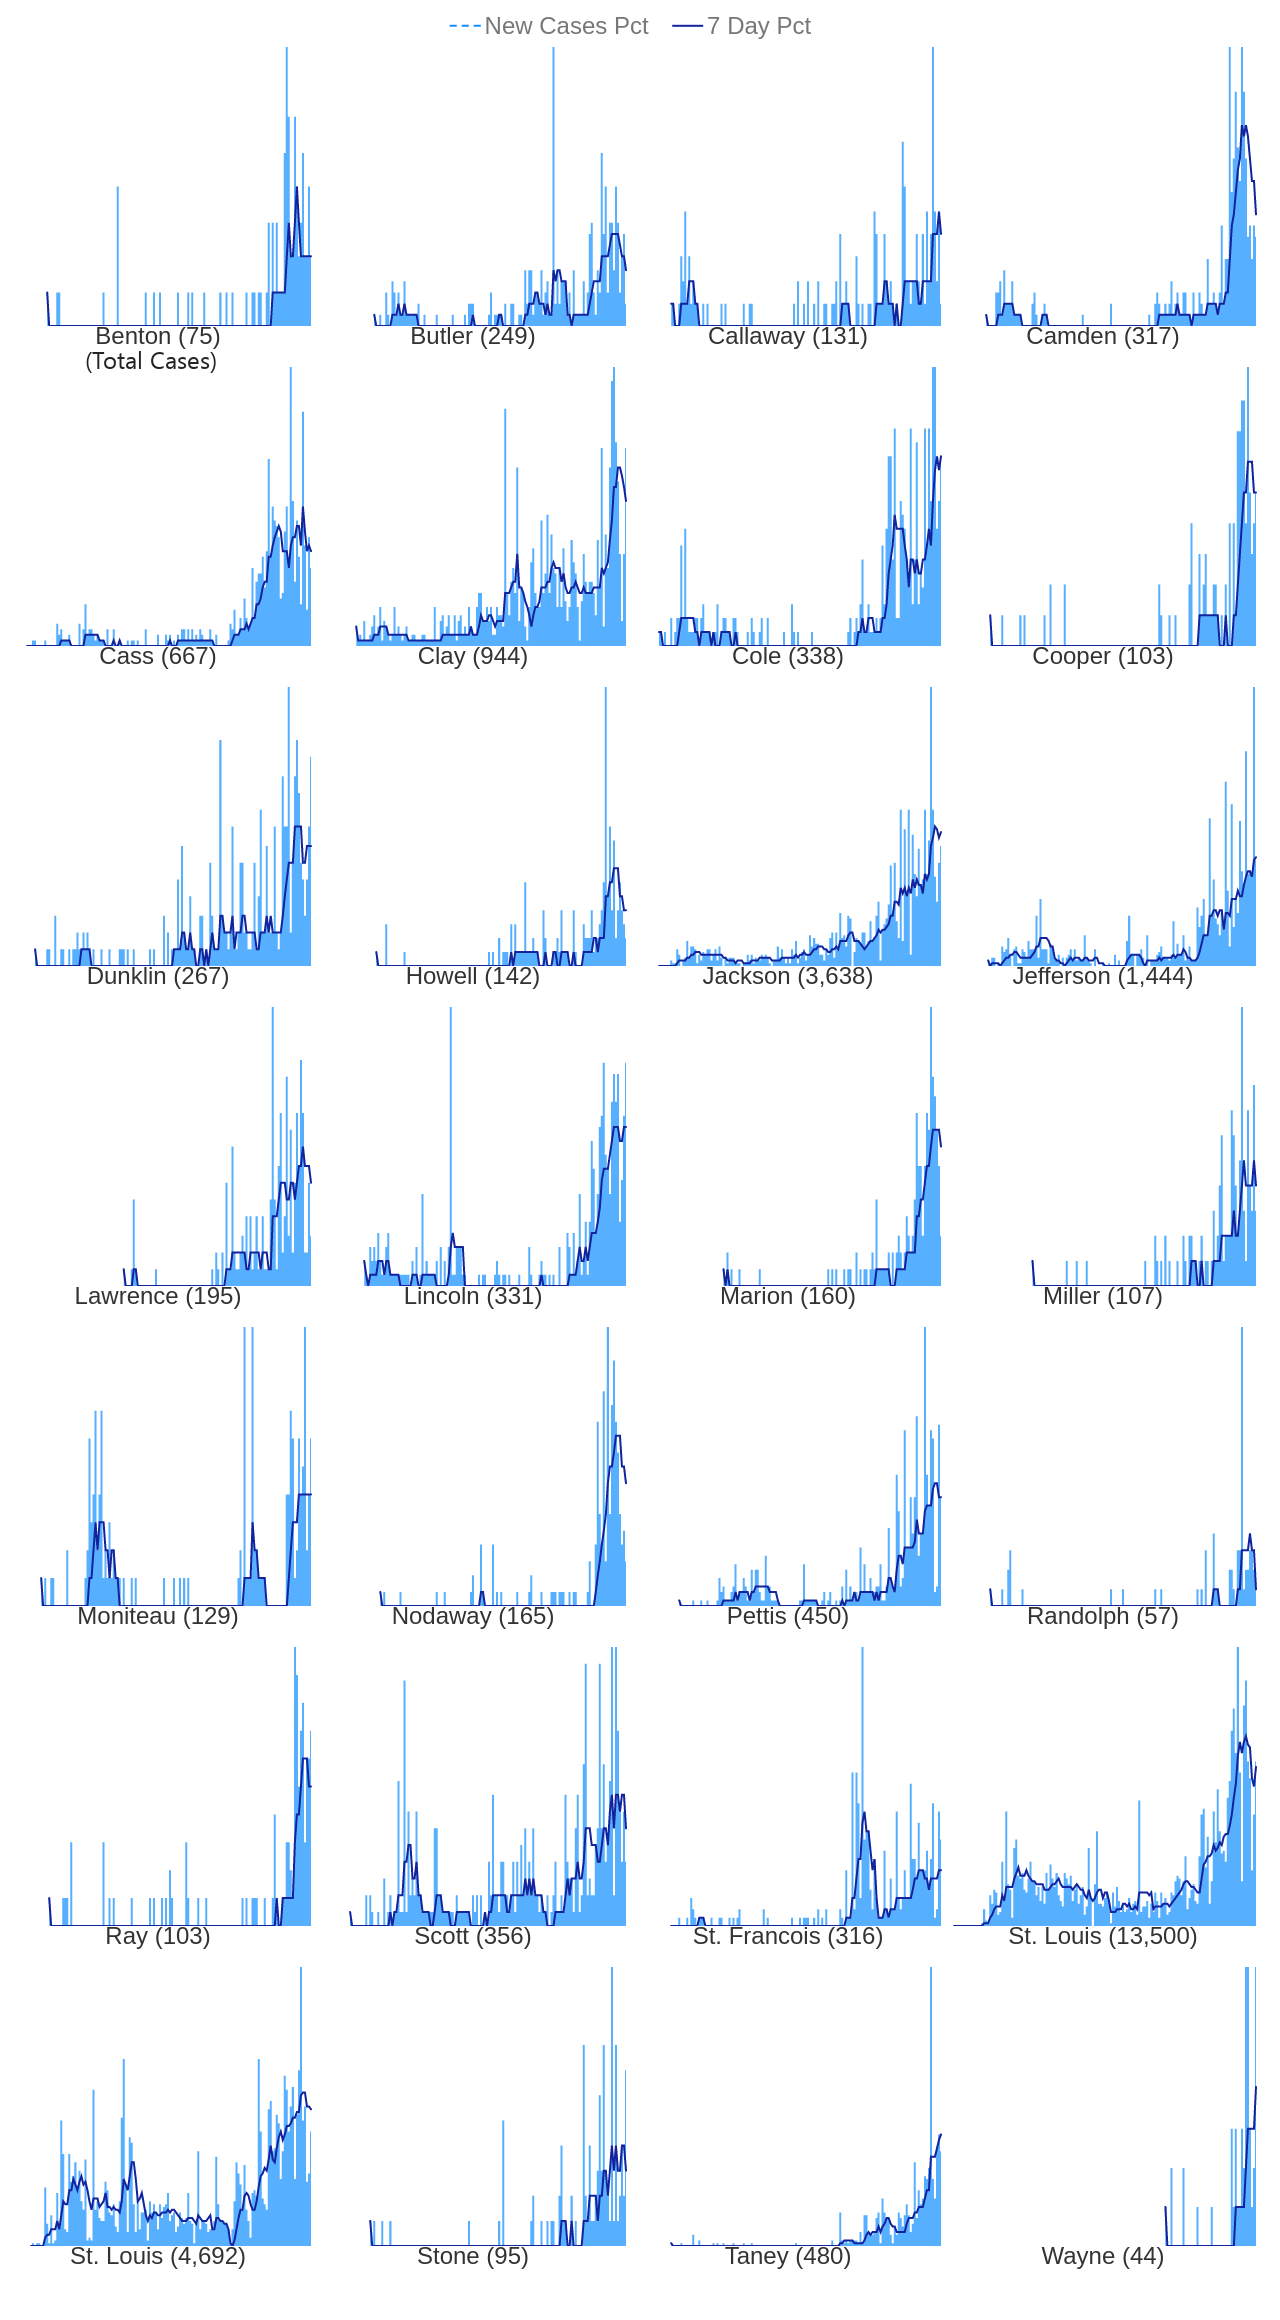 New Cases Pct 7 Day Pct
Benton (75) Butler (249) Callaway (131) Camden (317)
(Total Cases)
Cass (667) Clay (944) Cole (338) Cooper (103)
Dunklin (267) Howell (142) Jackson (3,638) Jefferson (1,444)
Lawrence (195) Lincoln (331) Marion (160) Miller (107)
Moniteau (129) Nodaway (165) Pettis (450) Randolph (57)
Ray (103) Scott (356) St. Francois (316) St. Louis (13,500)
St. Louis (4,692) Stone (95) Taney (480) Wayne (44)